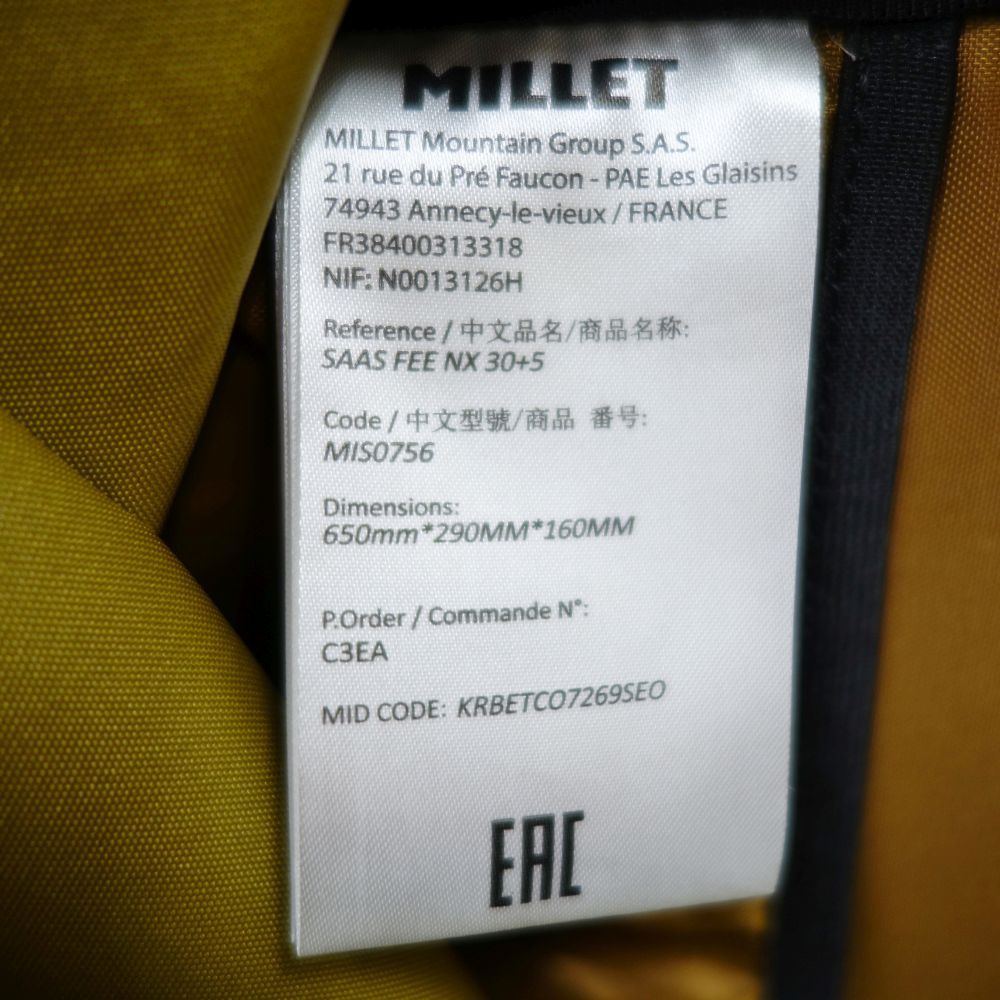 MILLET
MILLET Mountain Group S.A.S.
21 rue du Pré Faucon - PAE Les Glaisins
74943 Annecy-le-vieux / FRANCE
FR38400313318
NIF: N0013126H
Reference / 中文品名/商品名称:
SAAS FEE NX 30+5
Code / 中文型號/商品 番号:
MIS0756
Dimensions:
650mm*290MM*160MM
P.Order / Commande N°:
C3EA
MID CODE: KRBETCO7269SEO
EAC